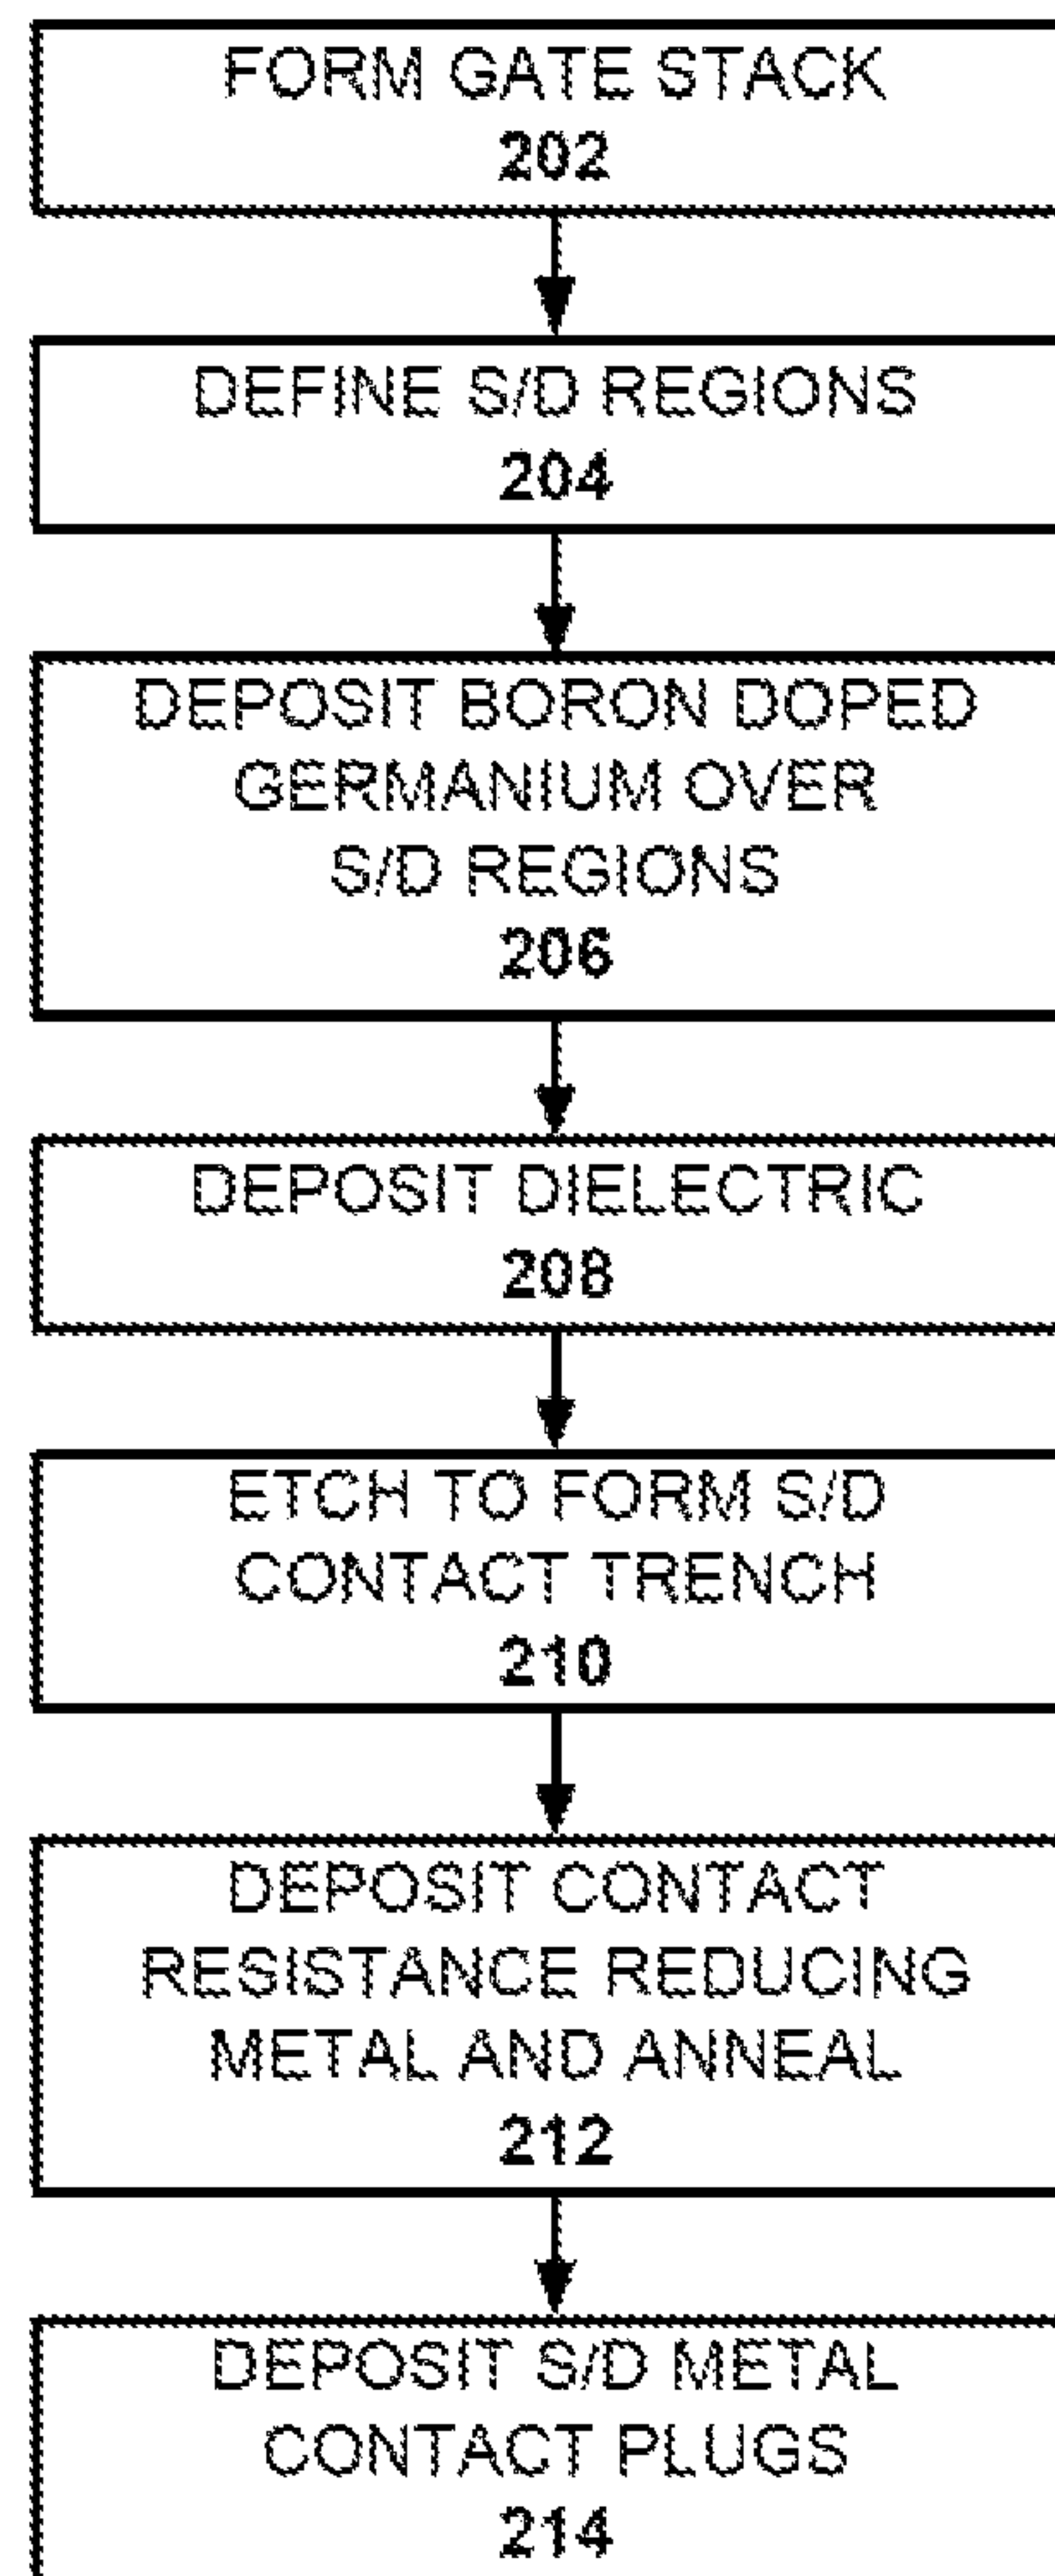 FORM GATE STACK
202
DEFINE S/D REGIONS
204
DEPOSIT BORON DOPED
GERMANIUM OVER
S/D REGIONS
206
DEPOSIT DIELECTRIC
208
ETCH TO FORM S/D
CONTACT TRENCH
210
DEPOSIT CONTACT
RESISTANCE REDUCING
METAL AND ANNEAL
212
DEPOSIT S/D METAL
CONTACT PLUGS
214